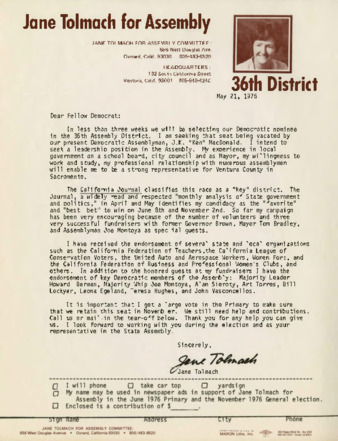 Jane Tolmach for Assembly
JANE TOLMACH FOR ASSEMBLY COMMITTEE:
Oxnard, Calif. 93030
HEADQUARTERS:
Ventura, Calif. 93001
36th District
May 21, 1976
Dear Fellow Democrat:
In less than three weeks we will be selecting our Democratic nominee
in the 36th Assembly District. I am seeking that seat being vacated by
our present Democratic Assemblyman, J.K. "Ken" MacDonald. I intend to
seek a leadership position in the Assembly. My experience in local
government on a school board, city council and as Mayor, my willingness to
work and study, my professional relationship with numerous assemblymen
will enable me to be a strong representative for Ventura County in
Sacramento.
The California Journal classifies this race as a "key" district. The
Journal, a widely read and respected "monthly analysis of State government
and politics," in April and May identifies my candidacy as the "favorite"
and "best bet" to win on June 8th and November 2nd. So far my campaign
has been very encouraging because of the number of volunteers and three
very successful fundraisers with former Governor Brown, Mayor Tom Bradley,
and Assemblyman Joe Montoya as special guests.
I have received the endorsement of several state and local organizations
such as the California Federation of Teachers, the California League of
Conservation Voters, the United Auto and Aerospace Workers, Women For, and
the California Federation of Business and Professional Women's Clubs, and
others. In addition to the honored guests at my fundraisers I have the
endorsement of key Democratic members of the Assembly: Majority Leader
Howard Berman, Majority Whip Joe Montoya, Alan Sieroty, Art Torres, Bill
Lockyer, Leona Egeland, Teresa Hughes, and John Vasconcellos.
It is important that I get a large vote in the Primary to make sure
that we retain this seat in November. We still need help and contributions.
Call us or mail in the tear-off below. Thank you for any help you can give
us. I look forward to working with you during the election and as your
representative in the State Assembly.
Sincerely,
Jane Tolmach
Jane Tolmach
I will phone take car top yardsign
My name may be used in newspaper ads in support of Jane Tolmach for
Assembly in the June 1976 Primary and the November 1976 General election.
Enclosed is a contribution of $
Sign Name Address City Phone
JANE TOLMACH FOR ASSEMBLY COMMITTEE: